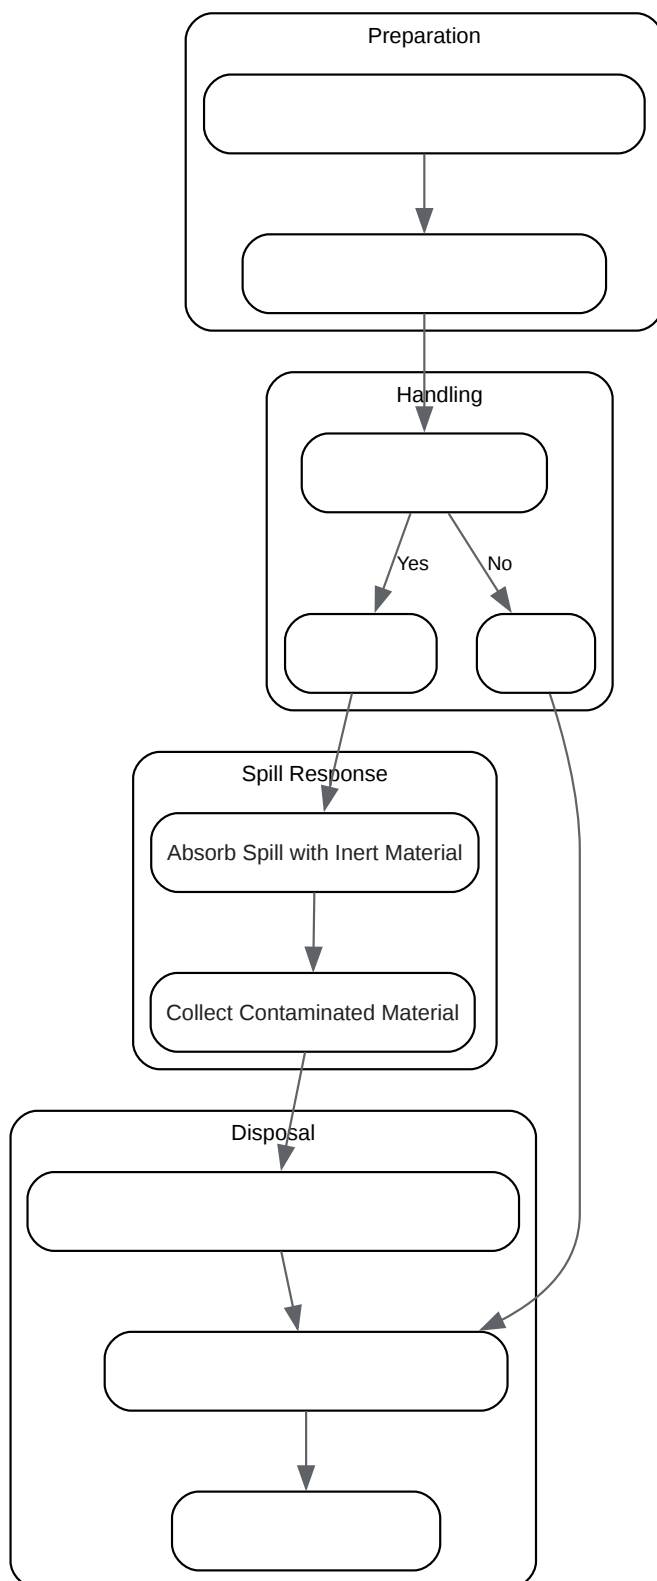 Preparation
Handling
Yes
No
Spill Response
Absorb Spill with Inert Material
Collect Contaminated Material
Disposal